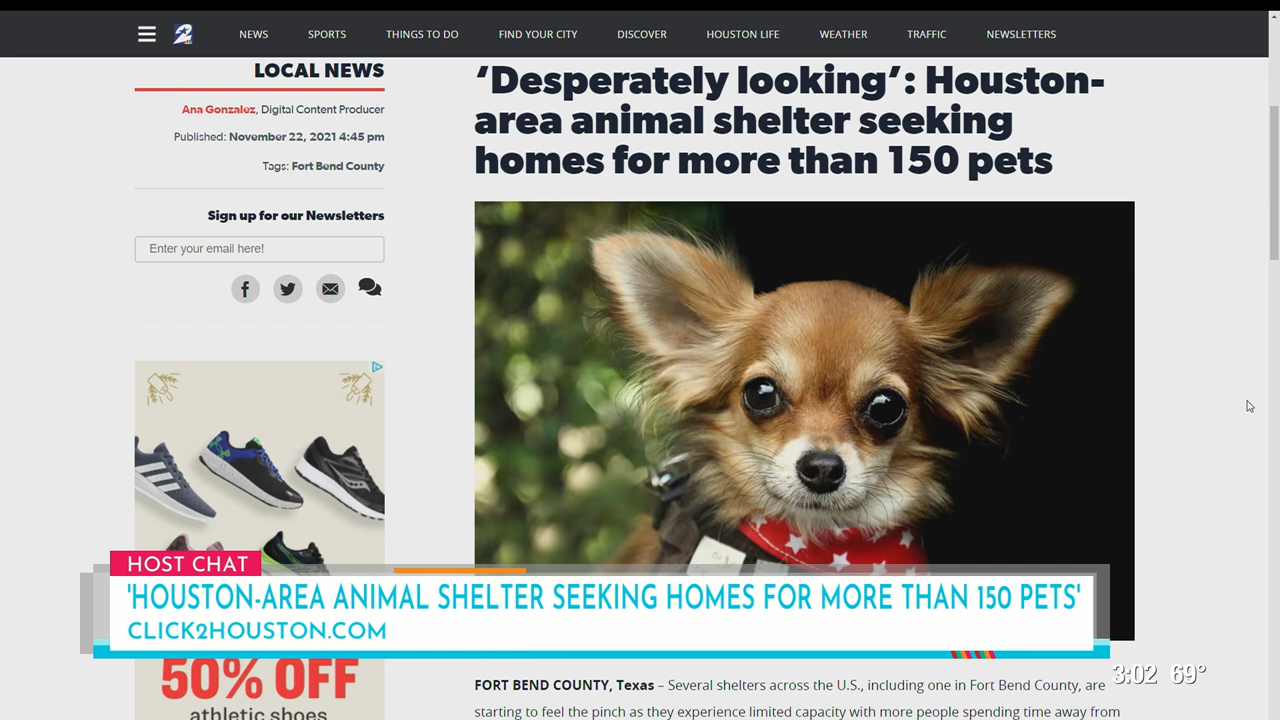 NEWS SPORTS THINGS TO DO FIND YOUR CITY DISCOVER HOUSTON LIFE WEATHER TRAFFIC NEWSLETTERS
2
LOCAL NEWS
Ana Gonzalez, Digital Content Producer
Published: November 22, 2021 4:45 pm
Tags: Fort Bend County
Sign up for our Newsletters
Enter your email here!
‘Desperately looking’: Houston-
area animal shelter seeking
homes for more than 150 pets
HOST CHAT
'HOUSTON-AREA ANIMAL SHELTER SEEKING HOMES FOR MORE THAN 150 PETS'
CLICK2HOUSTON.COM
50% OFF
athletic shoes
FORT BEND COUNTY, Texas – Several shelters across the U.S., including one in Fort Bend County, are
starting to feel the pinch as they experience limited capacity with more people spending time away from
3:02 69°